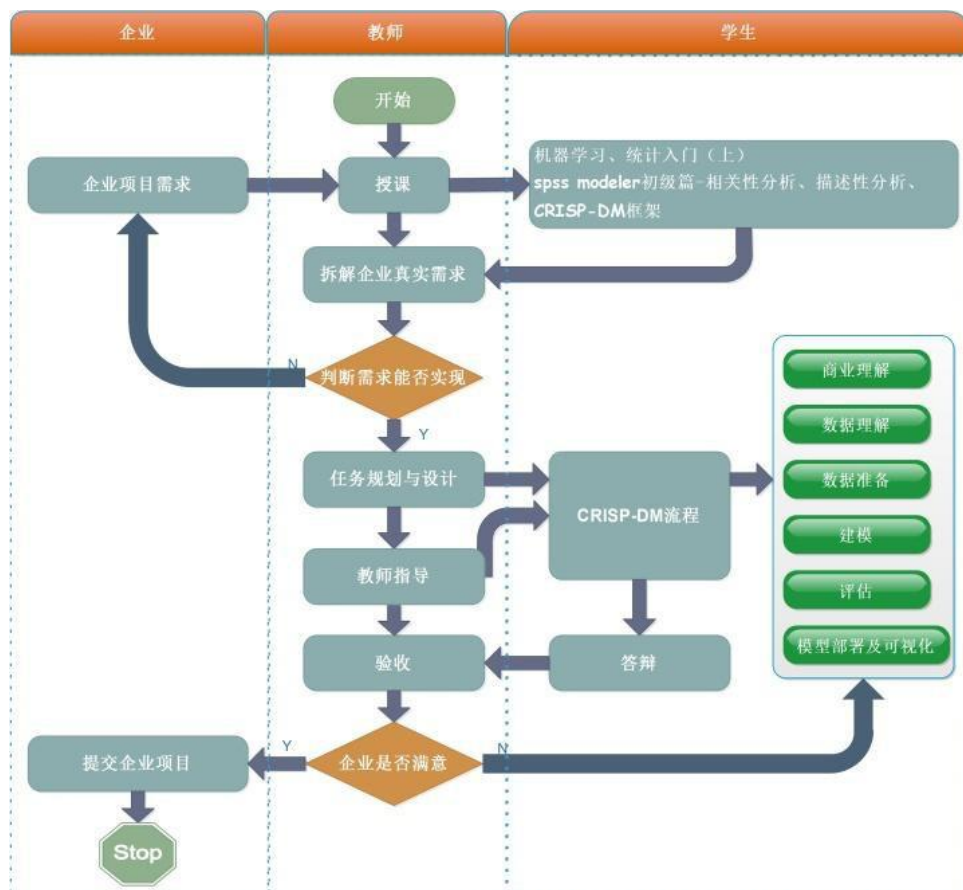 企业
教师
学生
开始
企业项目需求
授课
机器学习、统计入门（上）
spss modeler初级篇-相关性分析、描述性分析、
CRISP-DM框架
拆解企业真实需求
N
判断需求能否实现
Y
商业理解
数据理解
数据准备
建模
评估
模型部署及可视化
任务规划与设计
CRISP-DM流程
教师指导
验收
答辩
提交企业项目
Y
企业是否满意
N
Stop